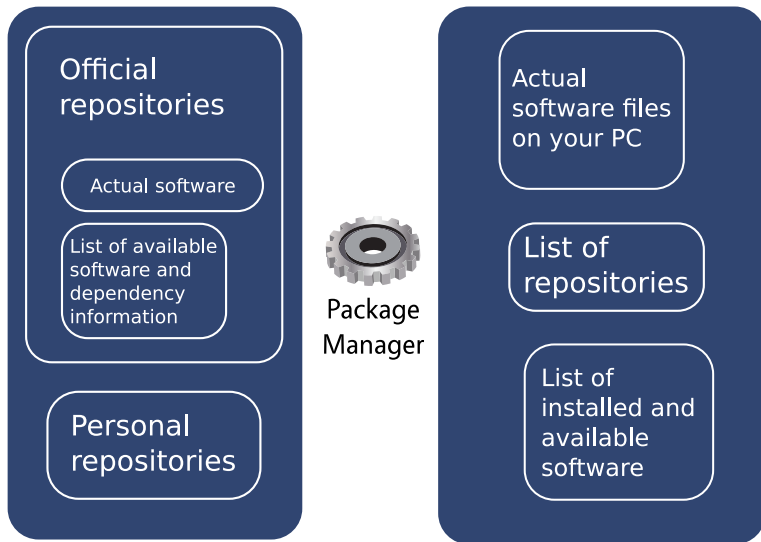 Official
repositories
Actual software
List of available
software and
dependency
information
Personal
repositories
Package
Manager
Actual
software files
on your PC
List of
repositories
List of
installed and
available
software